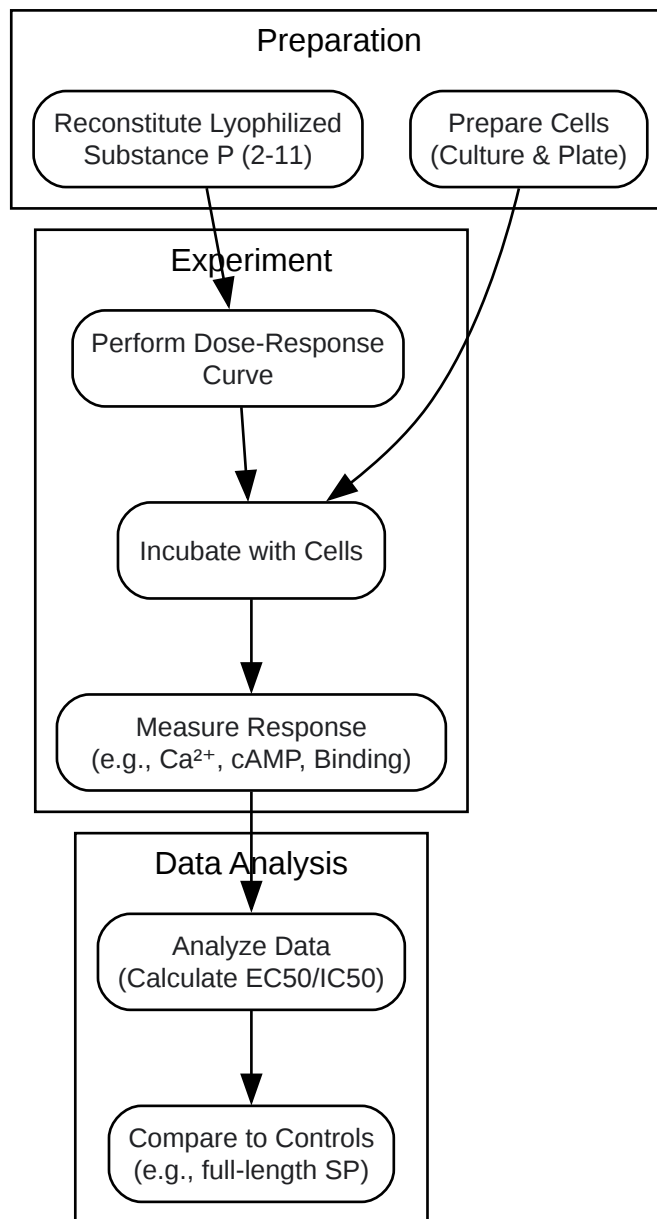 Preparation
Reconstitute Lyophilized
Substance P (2-11)
Prepare Cells
(Culture & Plate)
Experiment
Perform Dose-Response
Curve
Incubate with Cells
Measure Response
(e.g., Ca²⁺, cAMP, Binding)
Data Analysis
Analyze Data
(Calculate EC50/IC50)
Compare to Controls
(e.g., full-length SP)